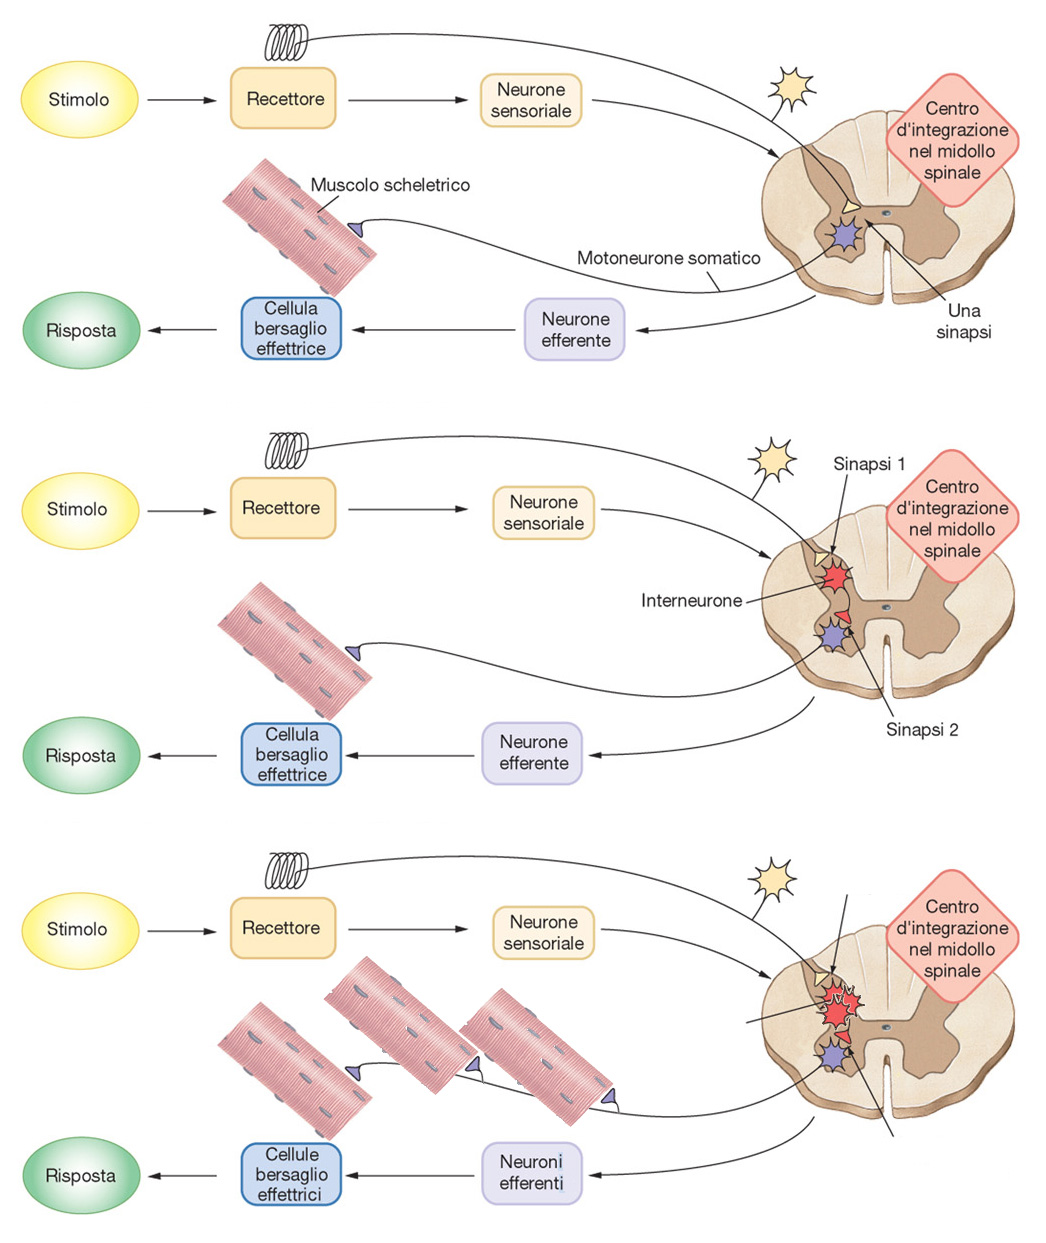 Stimolo
Recettore
Neurone
sensoriale
Centro
d'integrazione
nel midollo
spinale
Muscolo scheletrico
Motoneurone somatico
Una
sinapsi
Risposta
Cellula
bersaglio
effettrice
Neurone
efferente
Sinapsi 1
Stimolo
Recettore
Neurone
sensoriale
Centro
d'integrazione
nel midollo
spinale
Interneurone
Sinapsi 2
Risposta
Cellula
bersaglio
effettrice
Neurone
efferente
Stimolo
Recettore
Neurone
sensoriale
Centro
d'integrazione
nel midollo
spinale
Risposta
Cellule
bersaglio
effettrici
Neuroni
efferenti